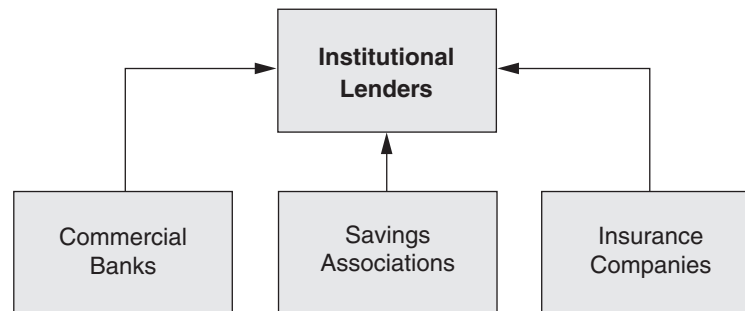 Institutional
Lenders
Commercial
Banks
Savings
Associations
Insurance
Companies